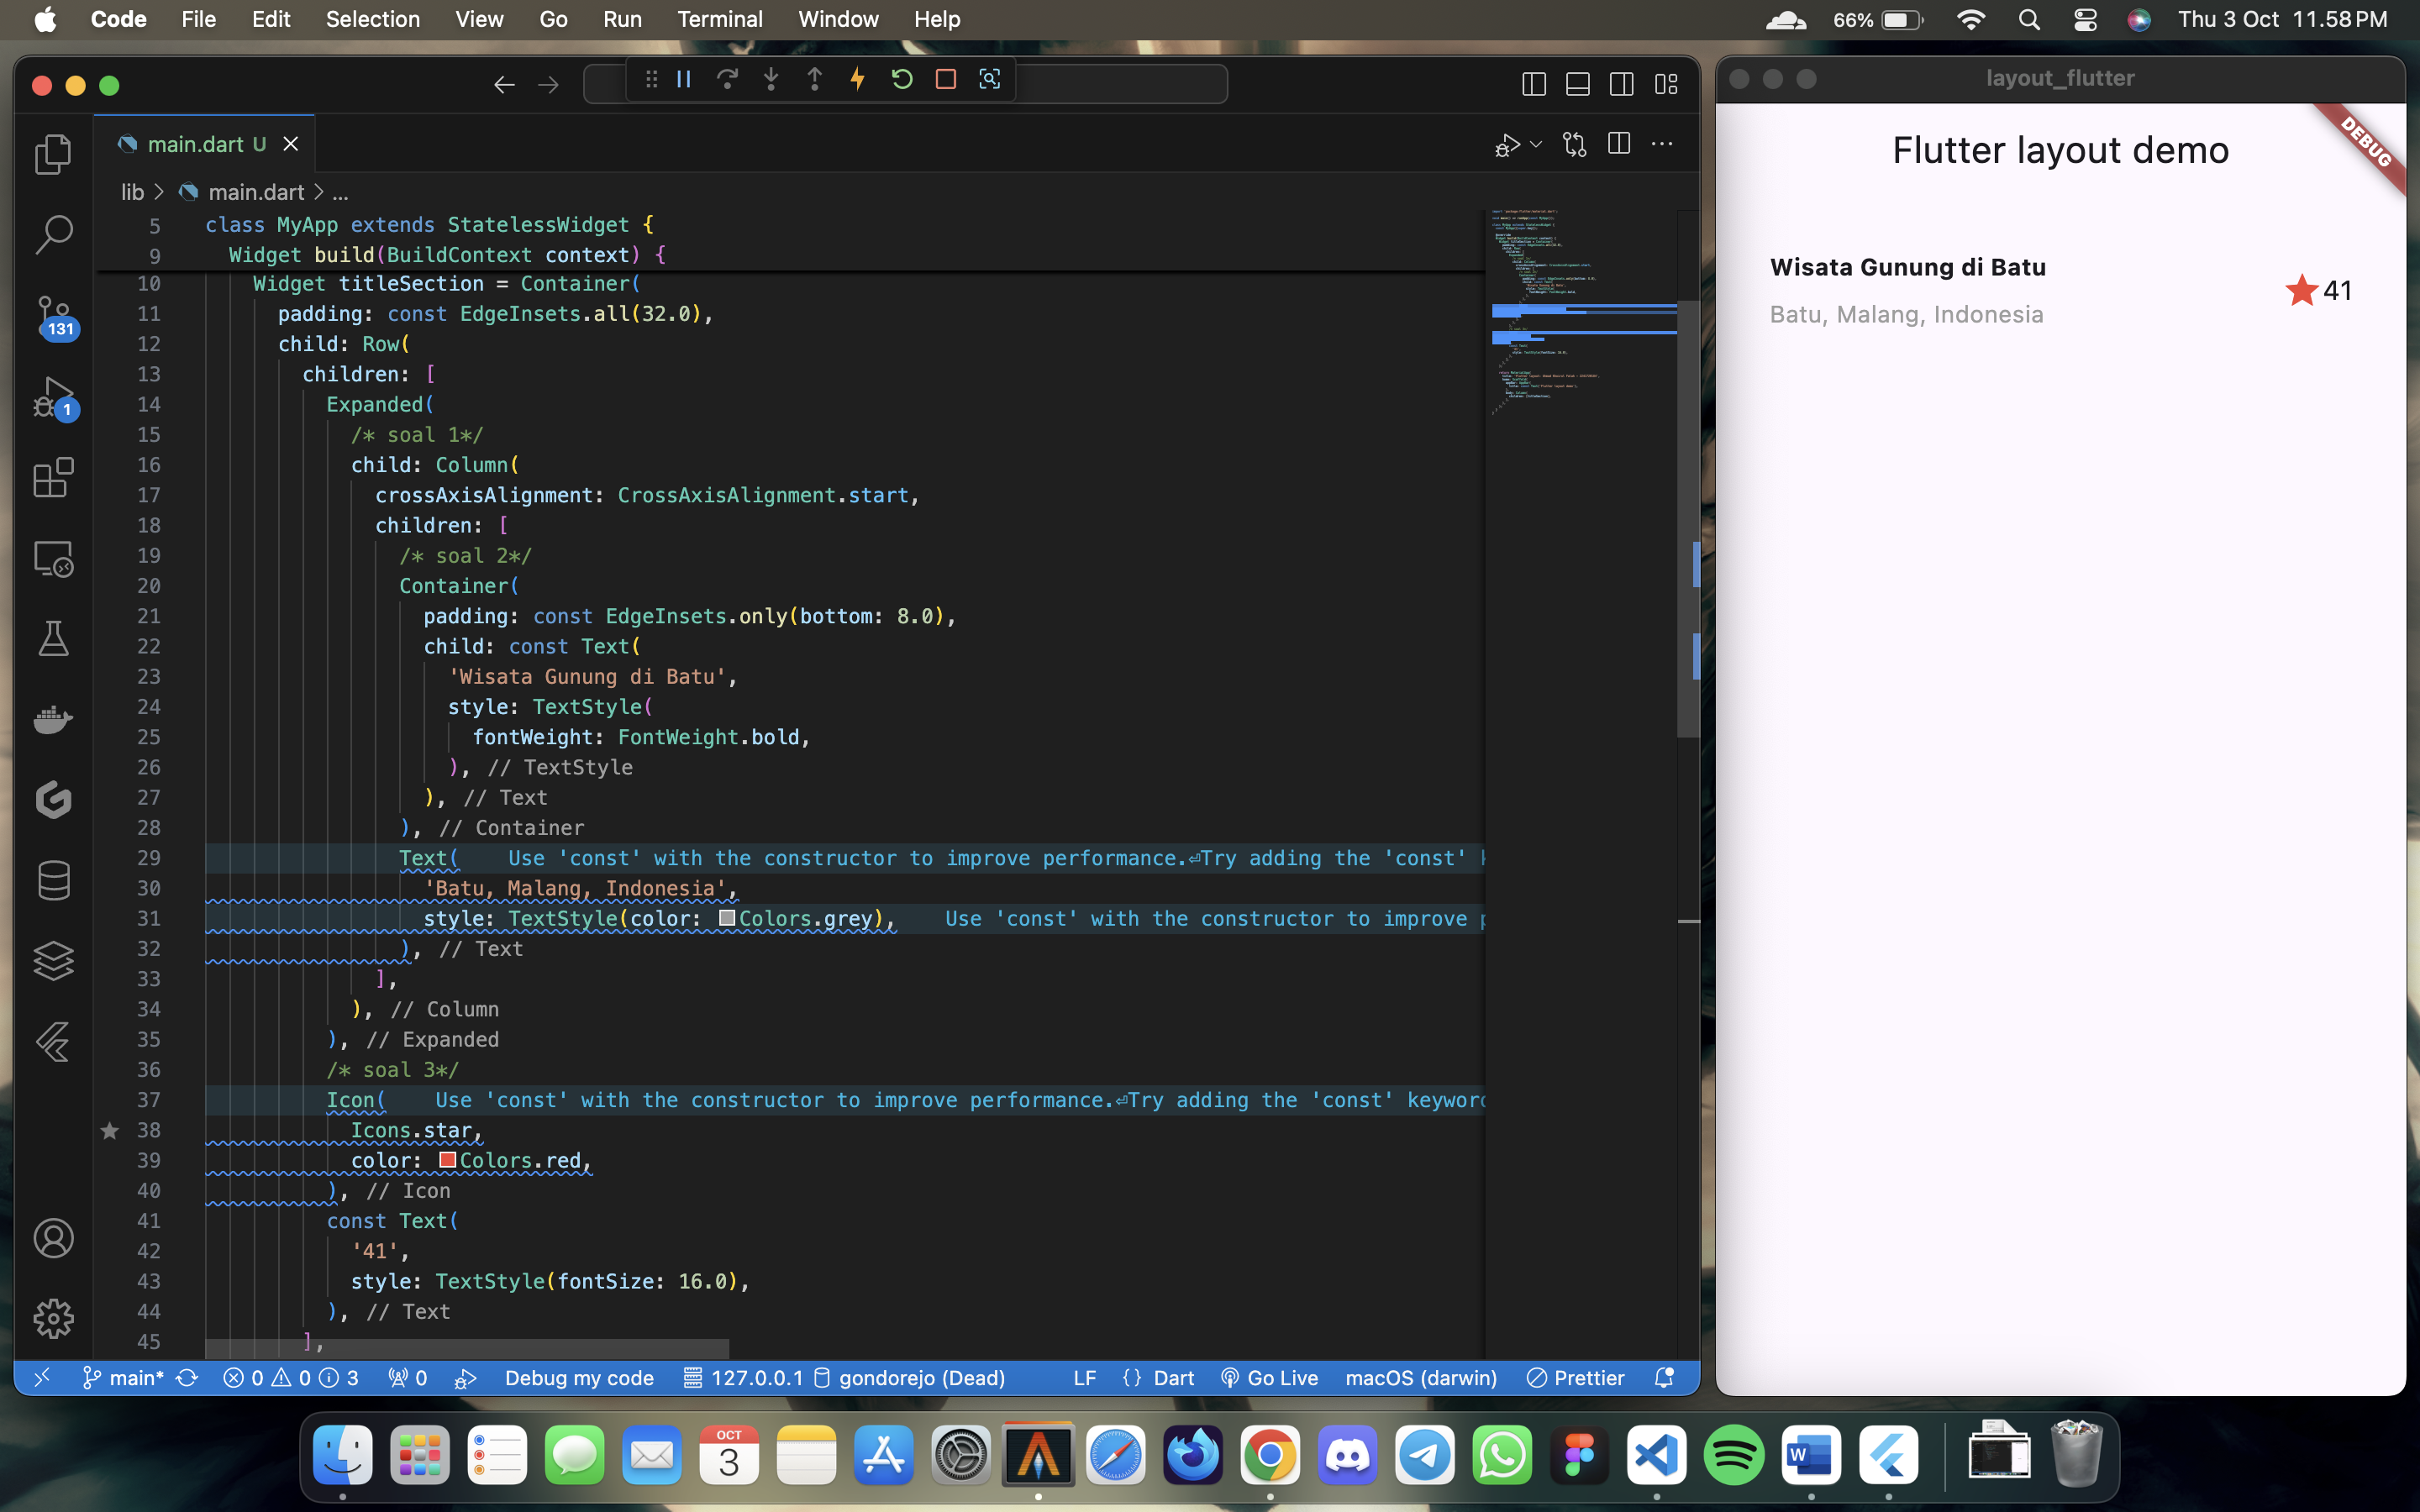 Code File Edit Selection View Go Run Terminal Window Help 66% Thu 3 Oct 11.58 PM
main.dart U
lib > main.dart > ...
5 class MyApp extends StatelessWidget {
9 Widget build(BuildContext context) {
10 Widget titleSection = Container(
11 padding: const EdgeInsets.all(32.0),
12 child: Row(
13 children: [
14 Expanded(
15 /* soal 1*/
16 child: Column(
17 crossAxisAlignment: CrossAxisAlignment.start,
18 children: [
19 /* soal 2*/
20 Container(
21 padding: const EdgeInsets.only(bottom: 8.0),
22 child: const Text(
23 'Wisata Gunung di Batu',
24 style: TextStyle(
25 fontWeight: FontWeight.bold,
26 ), // TextStyle
27 ), // Text
28 ), // Container
29 Text( Use 'const' with the constructor to improve performance.⏎Try adding the 'const'
30 'Batu, Malang, Indonesia',
31 style: TextStyle(color: Colors.grey), Use 'const' with the constructor to improve
32 ), // Text
33 ],
34 ), // Column
35 ), // Expanded
36 /* soal 3*/
37 Icon( Use 'const' with the constructor to improve performance.⏎Try adding the 'const' keyword
38 Icons.star,
39 color: Colors.red,
40 ), // Icon
41 const Text(
42 '41',
43 style: TextStyle(fontSize: 16.0),
44 ), // Text
45 ],
131
1
main* 0 0 3 0 Debug my code 127.0.0.1 gondorejo (Dead) LF {} Dart Go Live macOS (darwin) Prettier
layout_flutter
DEBUG
Flutter layout demo
Wisata Gunung di Batu
41
Batu, Malang, Indonesia
OCT
3
W